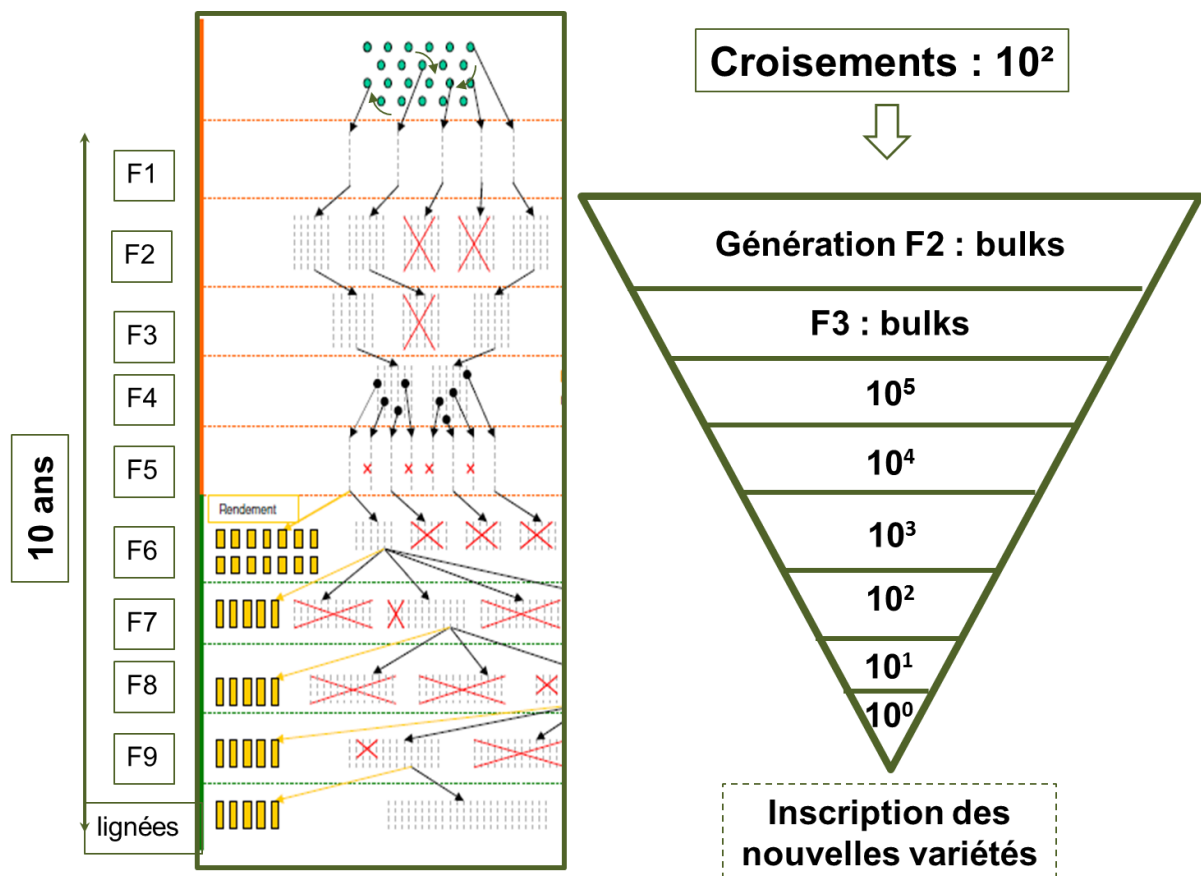 Croisements : 10²
F1
F2
F3
F4
F5
F6
F7
F8
F9
lignées
10 ans
Rendement
Génération F2 : bulks
F3 : bulks
10⁵
10⁴
10³
10²
10¹
10⁰
Inscription des
nouvelles variétés